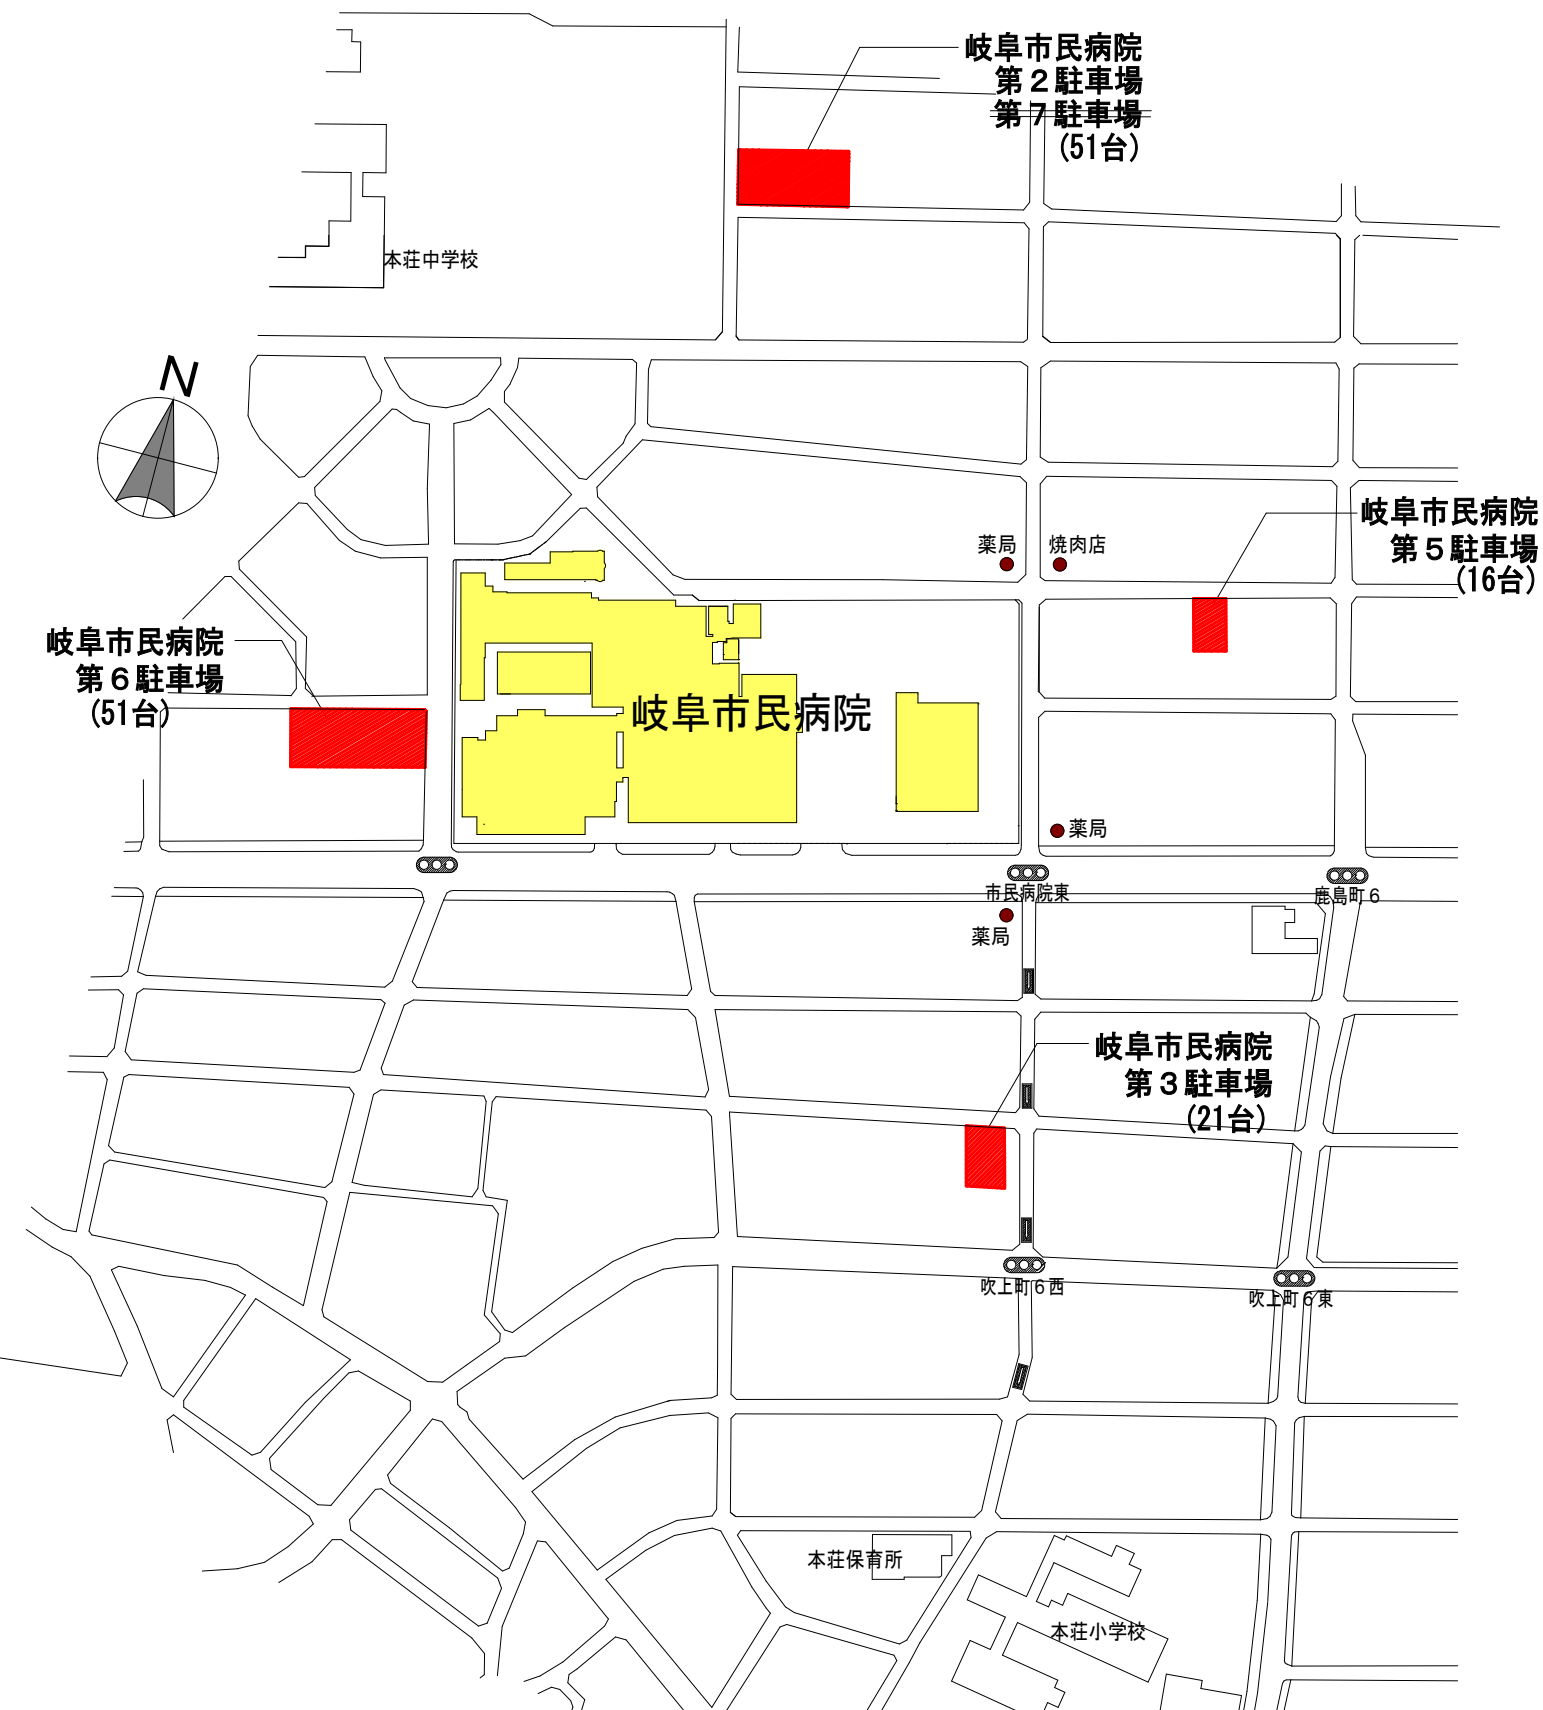 岐阜市民病院
第２駐車場
第７駐車場
(51台)
本荘中学校
N
岐阜市民病院
第５駐車場
(16台)
薬局
焼肉店
岐阜市民病院
第６駐車場
(51台)
岐阜市民病院
薬局
市民病院東
鹿島町６
薬局
岐阜市民病院
第３駐車場
(21台)
吹上町６西
吹上町６東
本荘保育所
本荘小学校